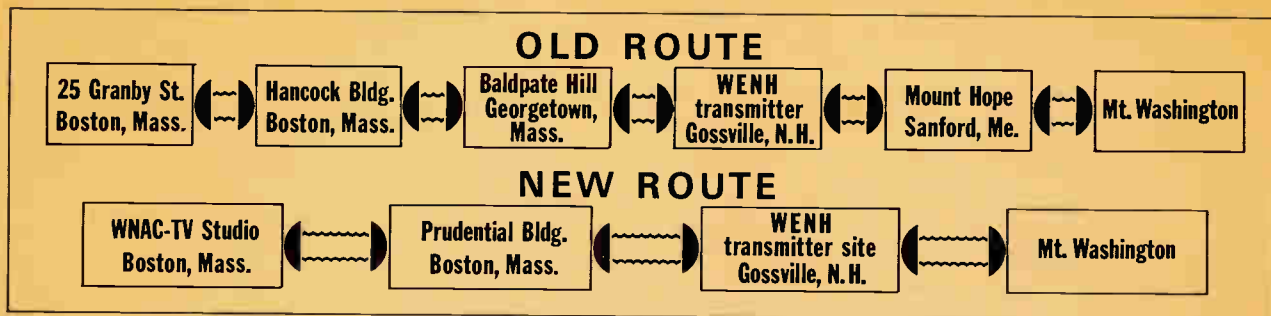 OLD ROUTE
25 Granby St.
Boston, Mass.
Hancock Bldg.
Boston, Mass.
Baldpate Hill
Georgetown,
Mass.
WENH
transmitter
Gossville, N.H.
Mount Hope
Sanford, Me.
Mt. Washington
NEW ROUTE
WNAC-TV Studio
Boston, Mass.
Prudential Bldg.
Boston, Mass.
WENH
transmitter site
Gossville, N.H.
Mt. Washington